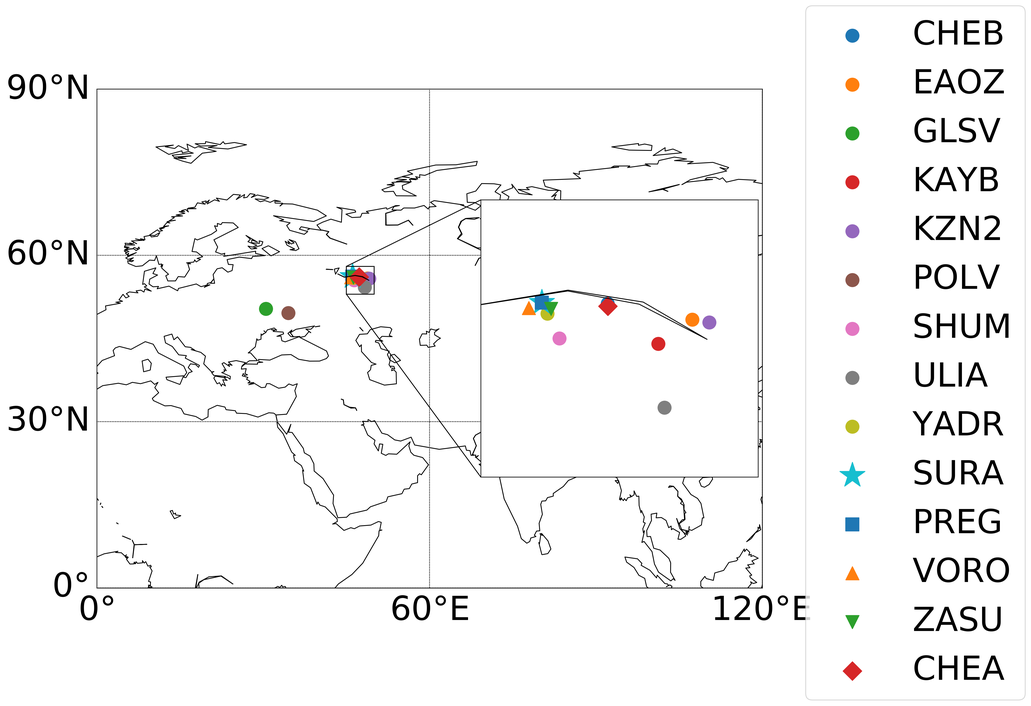 90°N
60°N
30°N
0°
0°
60°E
120°E
CHEB
EAOZ
GLSV
KAYB
KZN2
POLV
SHUM
ULIA
YADR
SURA
PREG
VORO
ZASU
CHEA